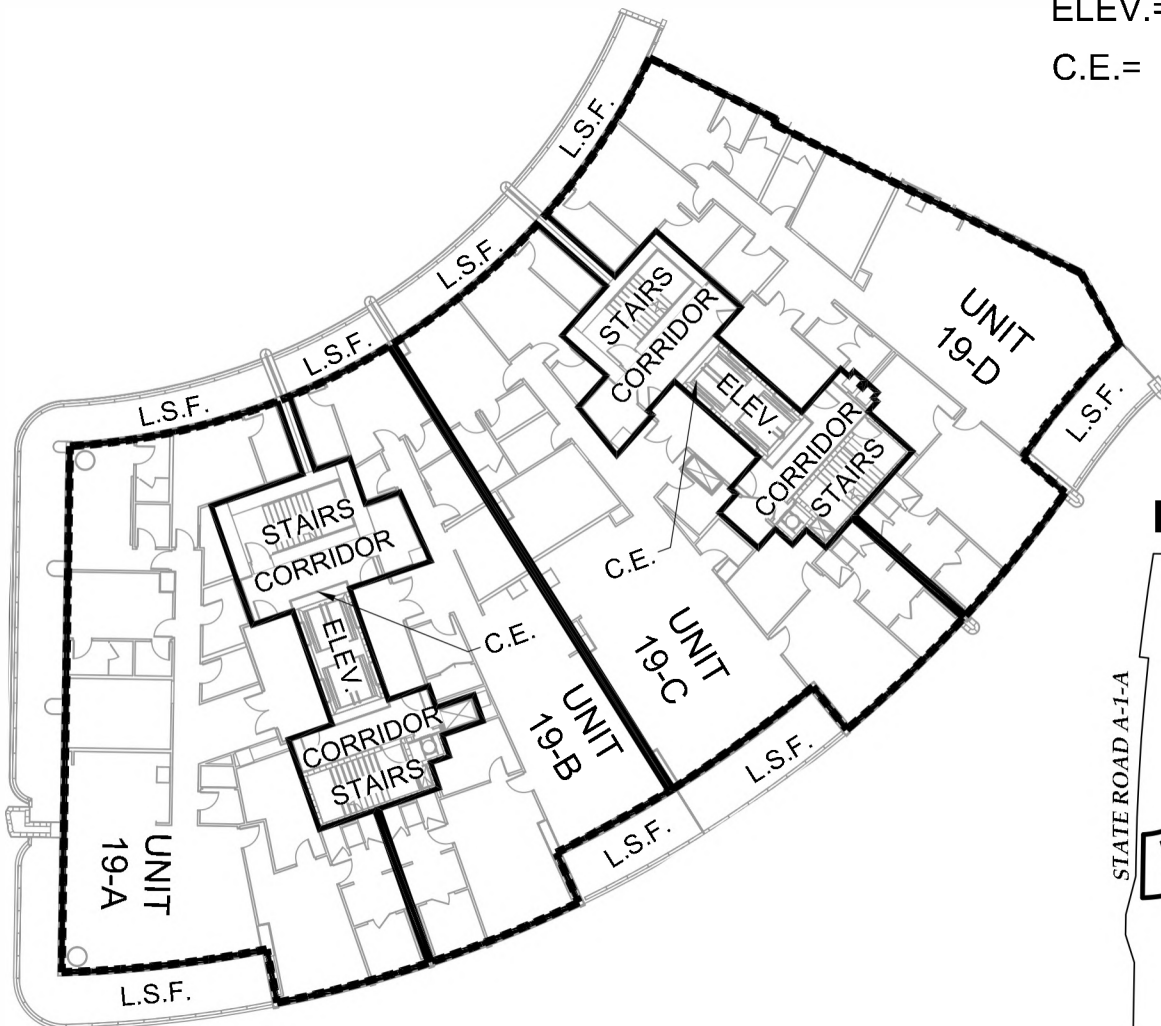 ELEV.=
C.E.=
L.S.F.
L.S.F.
L.S.F.
L.S.F.
STAIRS
CORRIDOR
ELEV.
CORRIDOR
STAIRS
C.E.
UNIT
19-D
L.S.F.
STAIRS
CORRIDOR
C.E.
ELEV.
CORRIDOR
STAIRS
UNIT
19-C
UNIT
19-B
UNIT
19-A
L.S.F.
L.S.F.
L.S.F.
STATE ROAD A-1-A